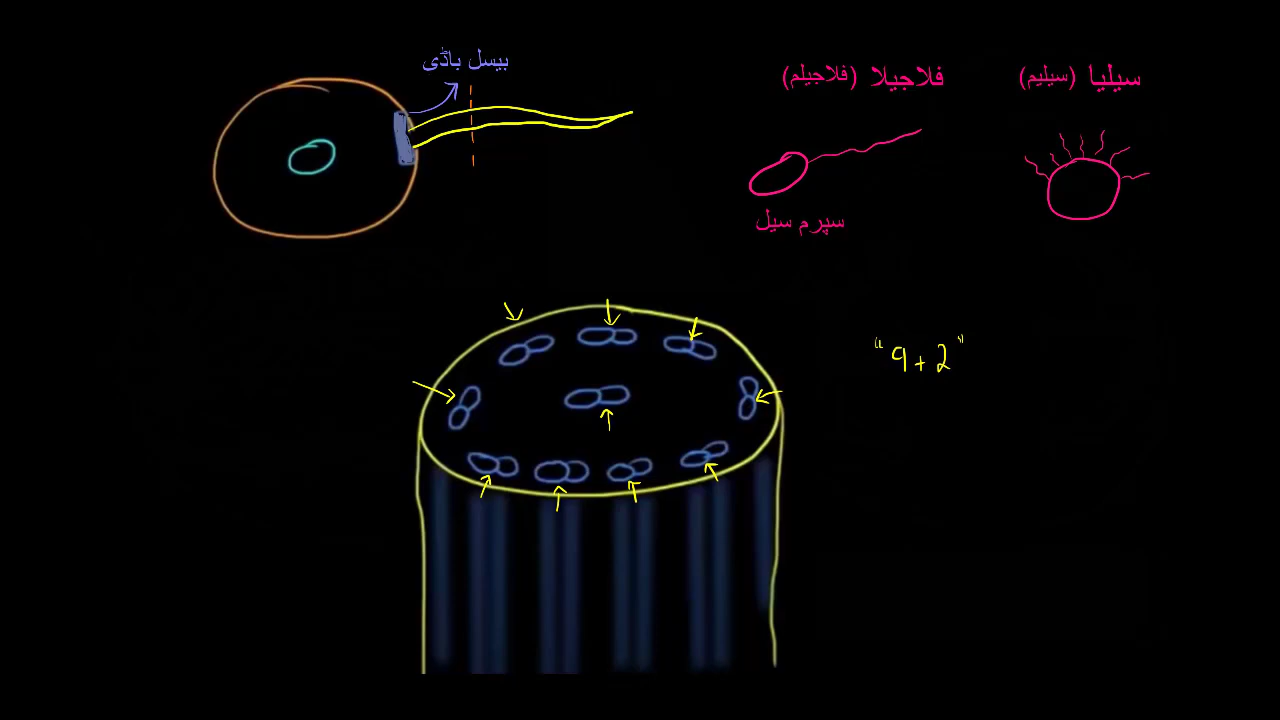 بیسل باڈی
سیلیا (سیلیم)
فلاجیلا (فلاجیلم)
سپرم سیل
"9+2"